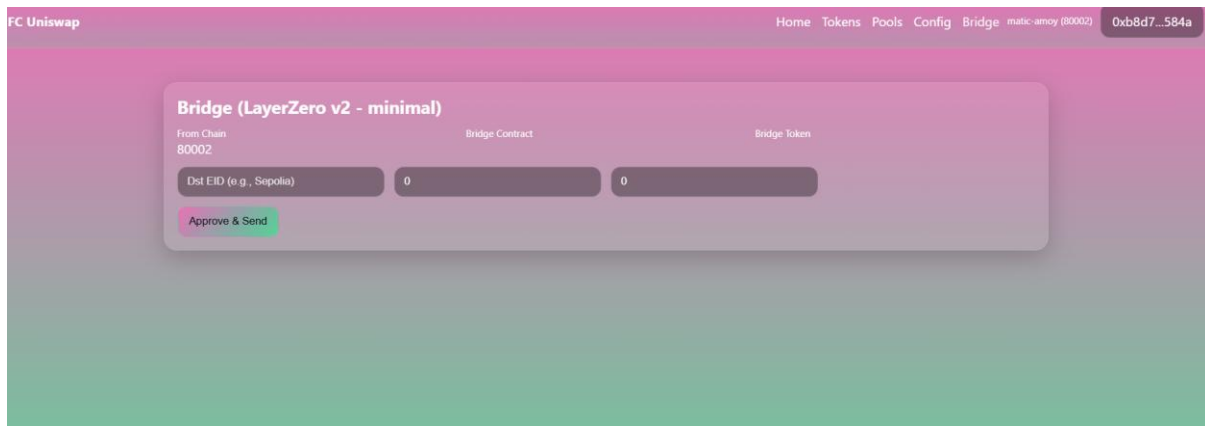 FC Uniswap
Home Tokens Pools Config Bridge matic-amoy (80002) 0xb8d7...584a
Bridge (LayerZero v2 - minimal)
From Chain Bridge Contract Bridge Token
80002
Dst EID (e.g., Sepolia) 0 0
Approve & Send